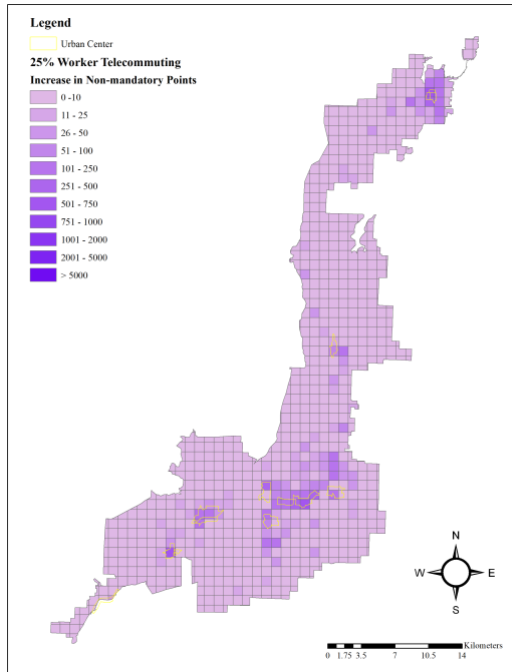 Legend
Urban Center
25% Worker Telecommuting
Increase in Non-mandatory Points
0 -10
11 - 25
26 - 50
51 - 100
101 - 250
251 - 500
501 - 750
751 - 1000
1001 - 2000
2001 - 5000
> 5000
N
W E
S
Kilometers
0 1.75 3.5 7 10.5 14